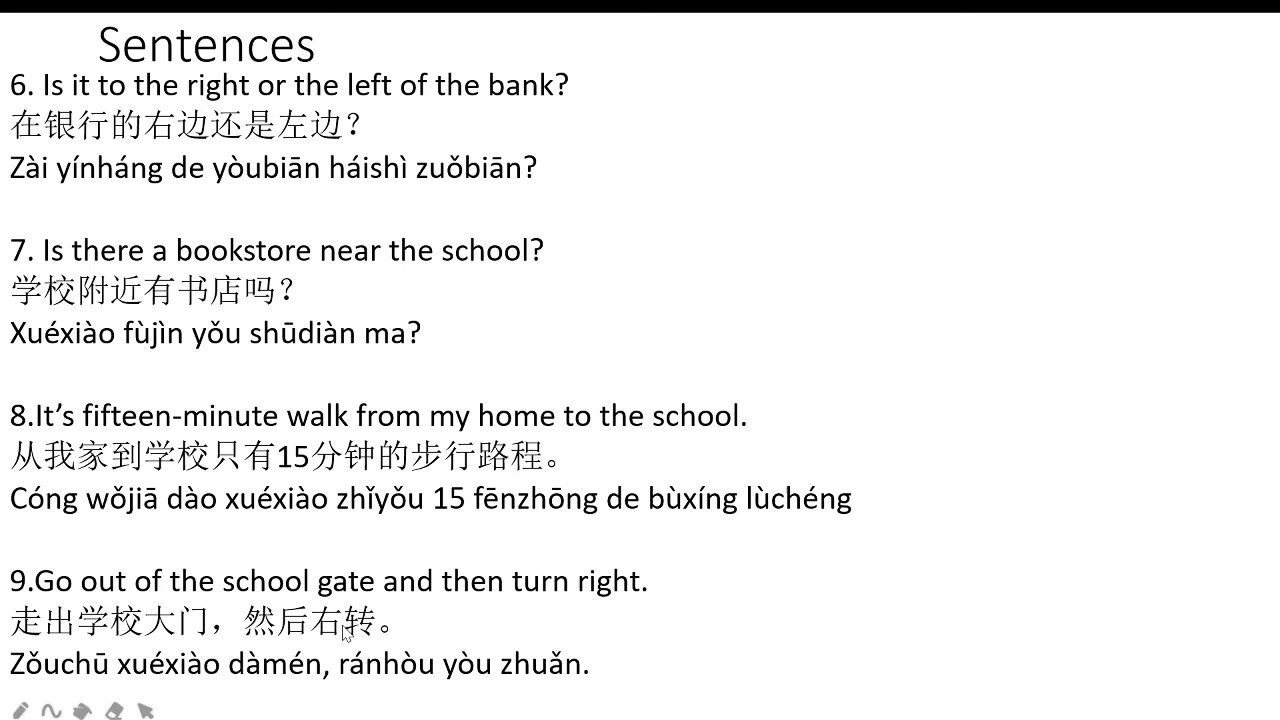 Sentences
6. Is it to the right or the left of the bank?
在银行的右边还是左边？
Zài yínháng de yòubiān háishì zuǒbiān?
7. Is there a bookstore near the school?
学校附近有书店吗？
Xuéxiào fùjìn yǒu shūdiàn ma?
8.It’s fifteen-minute walk from my home to the school.
从我家到学校只有15分钟的步行路程。
Cóng wǒjiā dào xuéxiào zhǐyǒu 15 fēnzhōng de bùxíng lùchéng
9.Go out of the school gate and then turn right.
走出学校大门，然后右转。
Zǒuchū xuéxiào dàmén, ránhòu yòu zhuǎn.